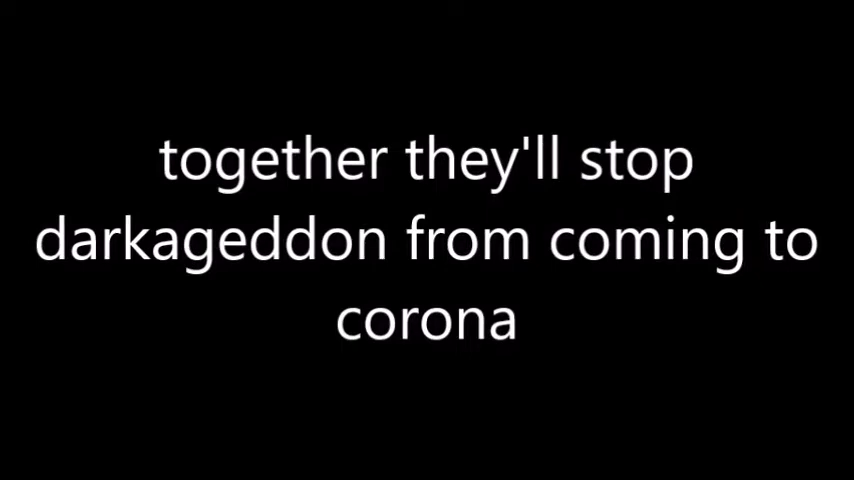 together they'll stop
darkageddon from coming to
corona